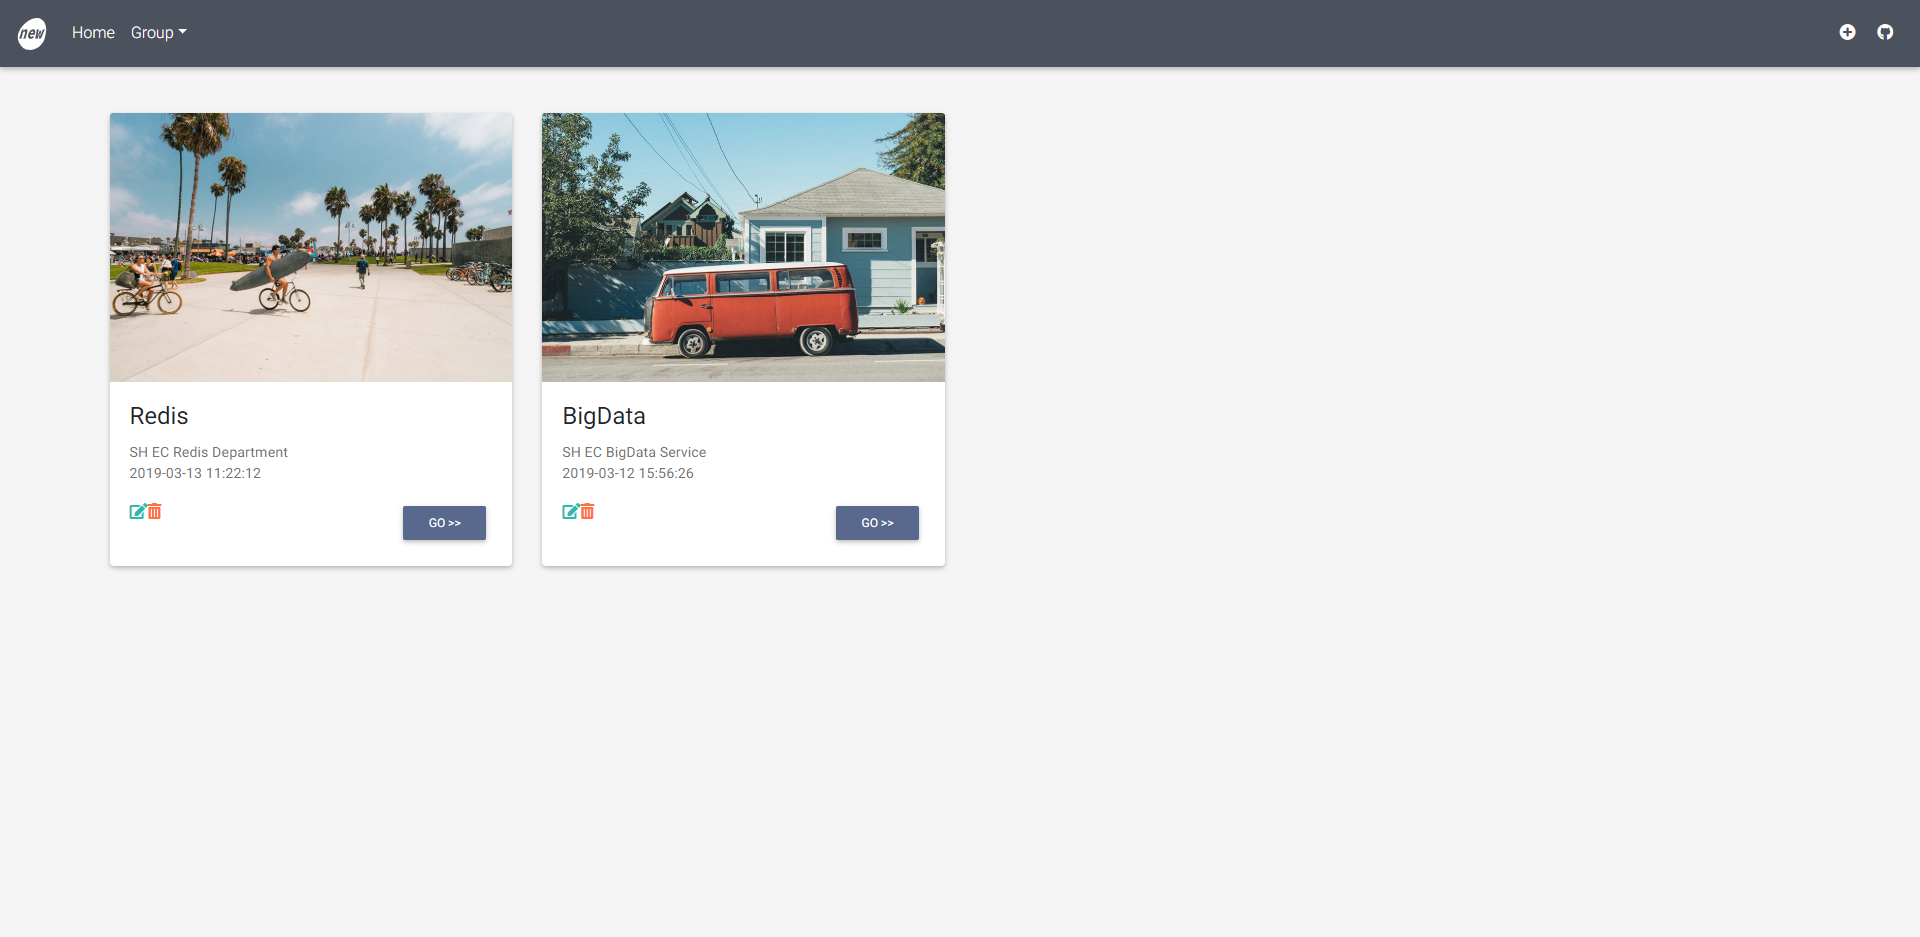 new
Home
Group
Redis
SH EC Redis Department
2019-03-13 11:22:12
GO >>
BigData
SH EC BigData Service
2019-03-12 15:56:26
GO >>